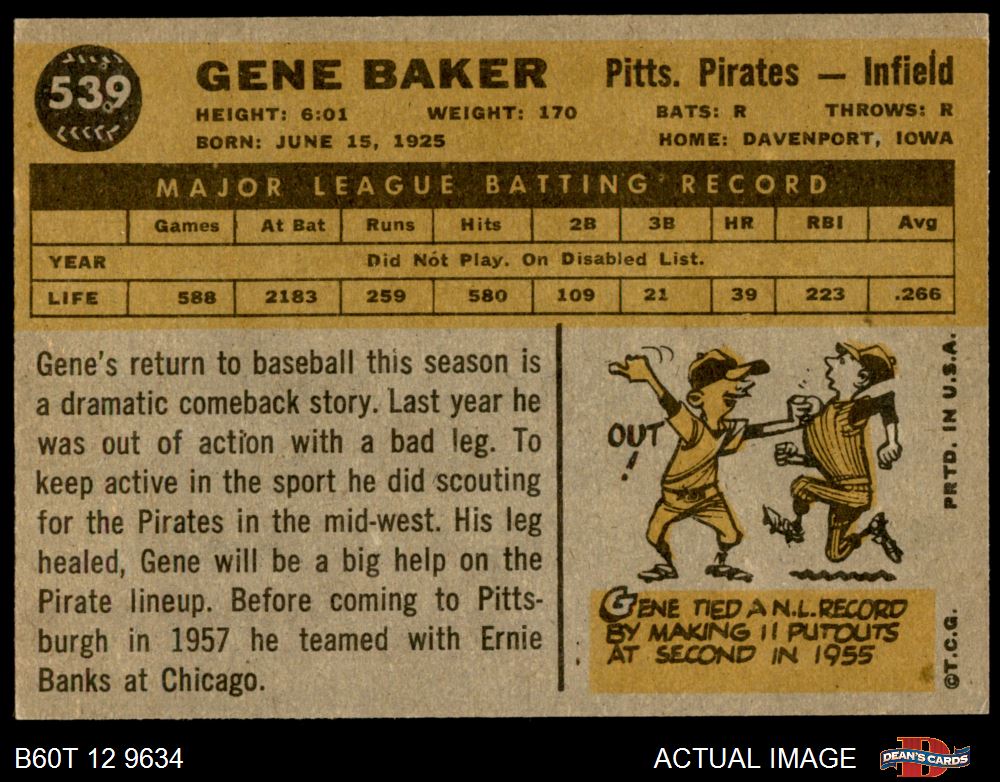 539
GENE BAKER
Pitts. Pirates — Infield
HEIGHT: 6:01 WEIGHT: 170 BATS: R THROWS: R
BORN: JUNE 15, 1925 HOME: DAVENPORT, IOWA
MAJOR LEAGUE BATTING RECORD
Games At Bat Runs Hits 2B 3B HR RBI Avg
YEAR Did Not Play. On Disabled List.
LIFE 588 2183 259 580 109 21 39 223 .266
Gene's return to baseball this season is
a dramatic comeback story. Last year he
was out of action with a bad leg. To
keep active in the sport he did scouting
for the Pirates in the mid-west. His leg
healed, Gene will be a big help on the
Pirate lineup. Before coming to Pitts-
burgh in 1957 he teamed with Ernie
Banks at Chicago.
OUT!
GENE TIED A N.L. RECORD
BY MAKING 11 PUTOUTS
AT SECOND IN 1955
©T.C.G. PRTD. IN U.S.A.
B60T 12 9634
ACTUAL IMAGE
DEAN'S CARDS